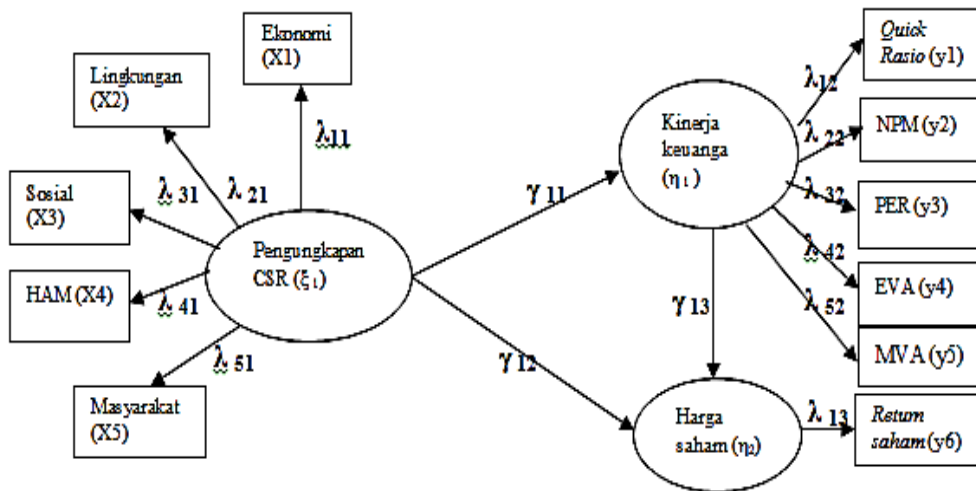 Ekonomi
(X1)
Lingkungan
(X2)
λ11
Sosial
(X3)
λ 31
λ 21
HAM (X4)
λ 41
Pengungkapan
CSR (ξ 1)
λ 51
Masyarakat
(X5)
γ 11
γ 12
Kinerja
keuanga
(η 1)
γ 13
Harga
saham (η2)
λ12
Quick
Rasio (y1)
λ 22
NPM (y2)
λ 32
PER (y3)
λ 42
EVA (y4)
λ 52
MVA (y5)
λ 13
Return
saham (y6)